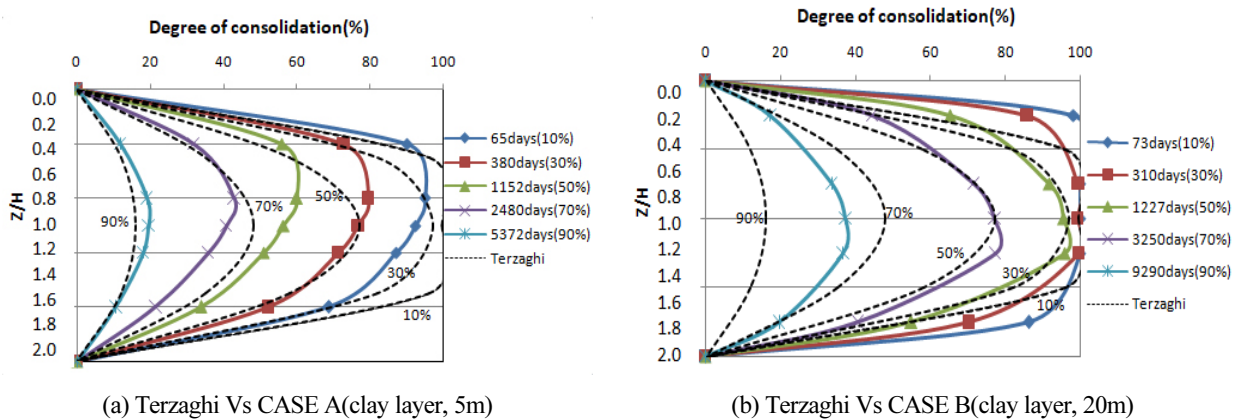 Degree of consolidation(%)
0 20 40 60 80 100
0.0
0.2
0.4
0.6
0.8
1.0
1.2
1.4
1.6
1.8
2.0
Z/H
90%
70%
50%
30%
10%
65days(10%)
380days(30%)
1152days(50%)
2480days(70%)
5372days(90%)
Terzaghi
(a) Terzaghi Vs CASE A(clay layer, 5m)
Degree of consolidation(%)
0 20 40 60 80 100
0.0
0.2
0.4
0.6
0.8
1.0
1.2
1.4
1.6
1.8
2.0
Z/H
90%
70%
50%
30%
10%
73days(10%)
310days(30%)
1227days(50%)
3250days(70%)
9290days(90%)
Terzaghi
(b) Terzaghi Vs CASE B(clay layer, 20m)